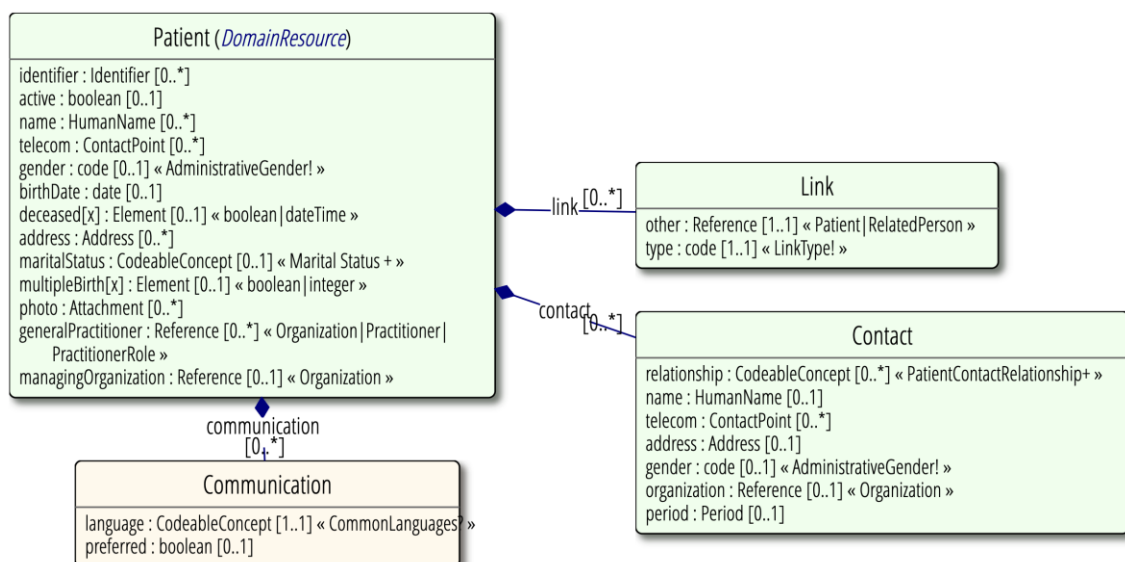 Patient (DomainResource)
identifier : Identifier [0..*]
active : boolean [0..1]
name : HumanName [0..*]
telecom : ContactPoint [0..*]
gender : code [0..1] « AdministrativeGender! »
birthDate : date [0..1]
deceased[x] : Element [0..1] « boolean|dateTime »
address : Address [0..*]
maritalStatus : CodeableConcept [0..1] « Marital Status + »
multipleBirth[x] : Element [0..1] « boolean|integer »
photo : Attachment [0..*]
generalPractitioner : Reference [0..*] « Organization|Practitioner|
PractitionerRole »
managingOrganization : Reference [0..1] « Organization »
link [0..*]
Link
other : Reference [1..1] « Patient|RelatedPerson »
type : code [1..1] « LinkType! »
contact
[0..*]
Contact
relationship : CodeableConcept [0..*] « PatientContactRelationship+ »
name : HumanName [0..1]
telecom : ContactPoint [0..*]
address : Address [0..1]
gender : code [0..1] « AdministrativeGender! »
organization : Reference [0..1] « Organization »
period : Period [0..1]
communication
[0..*]
Communication
language : CodeableConcept [1..1] « CommonLanguages? »
preferred : boolean [0..1]